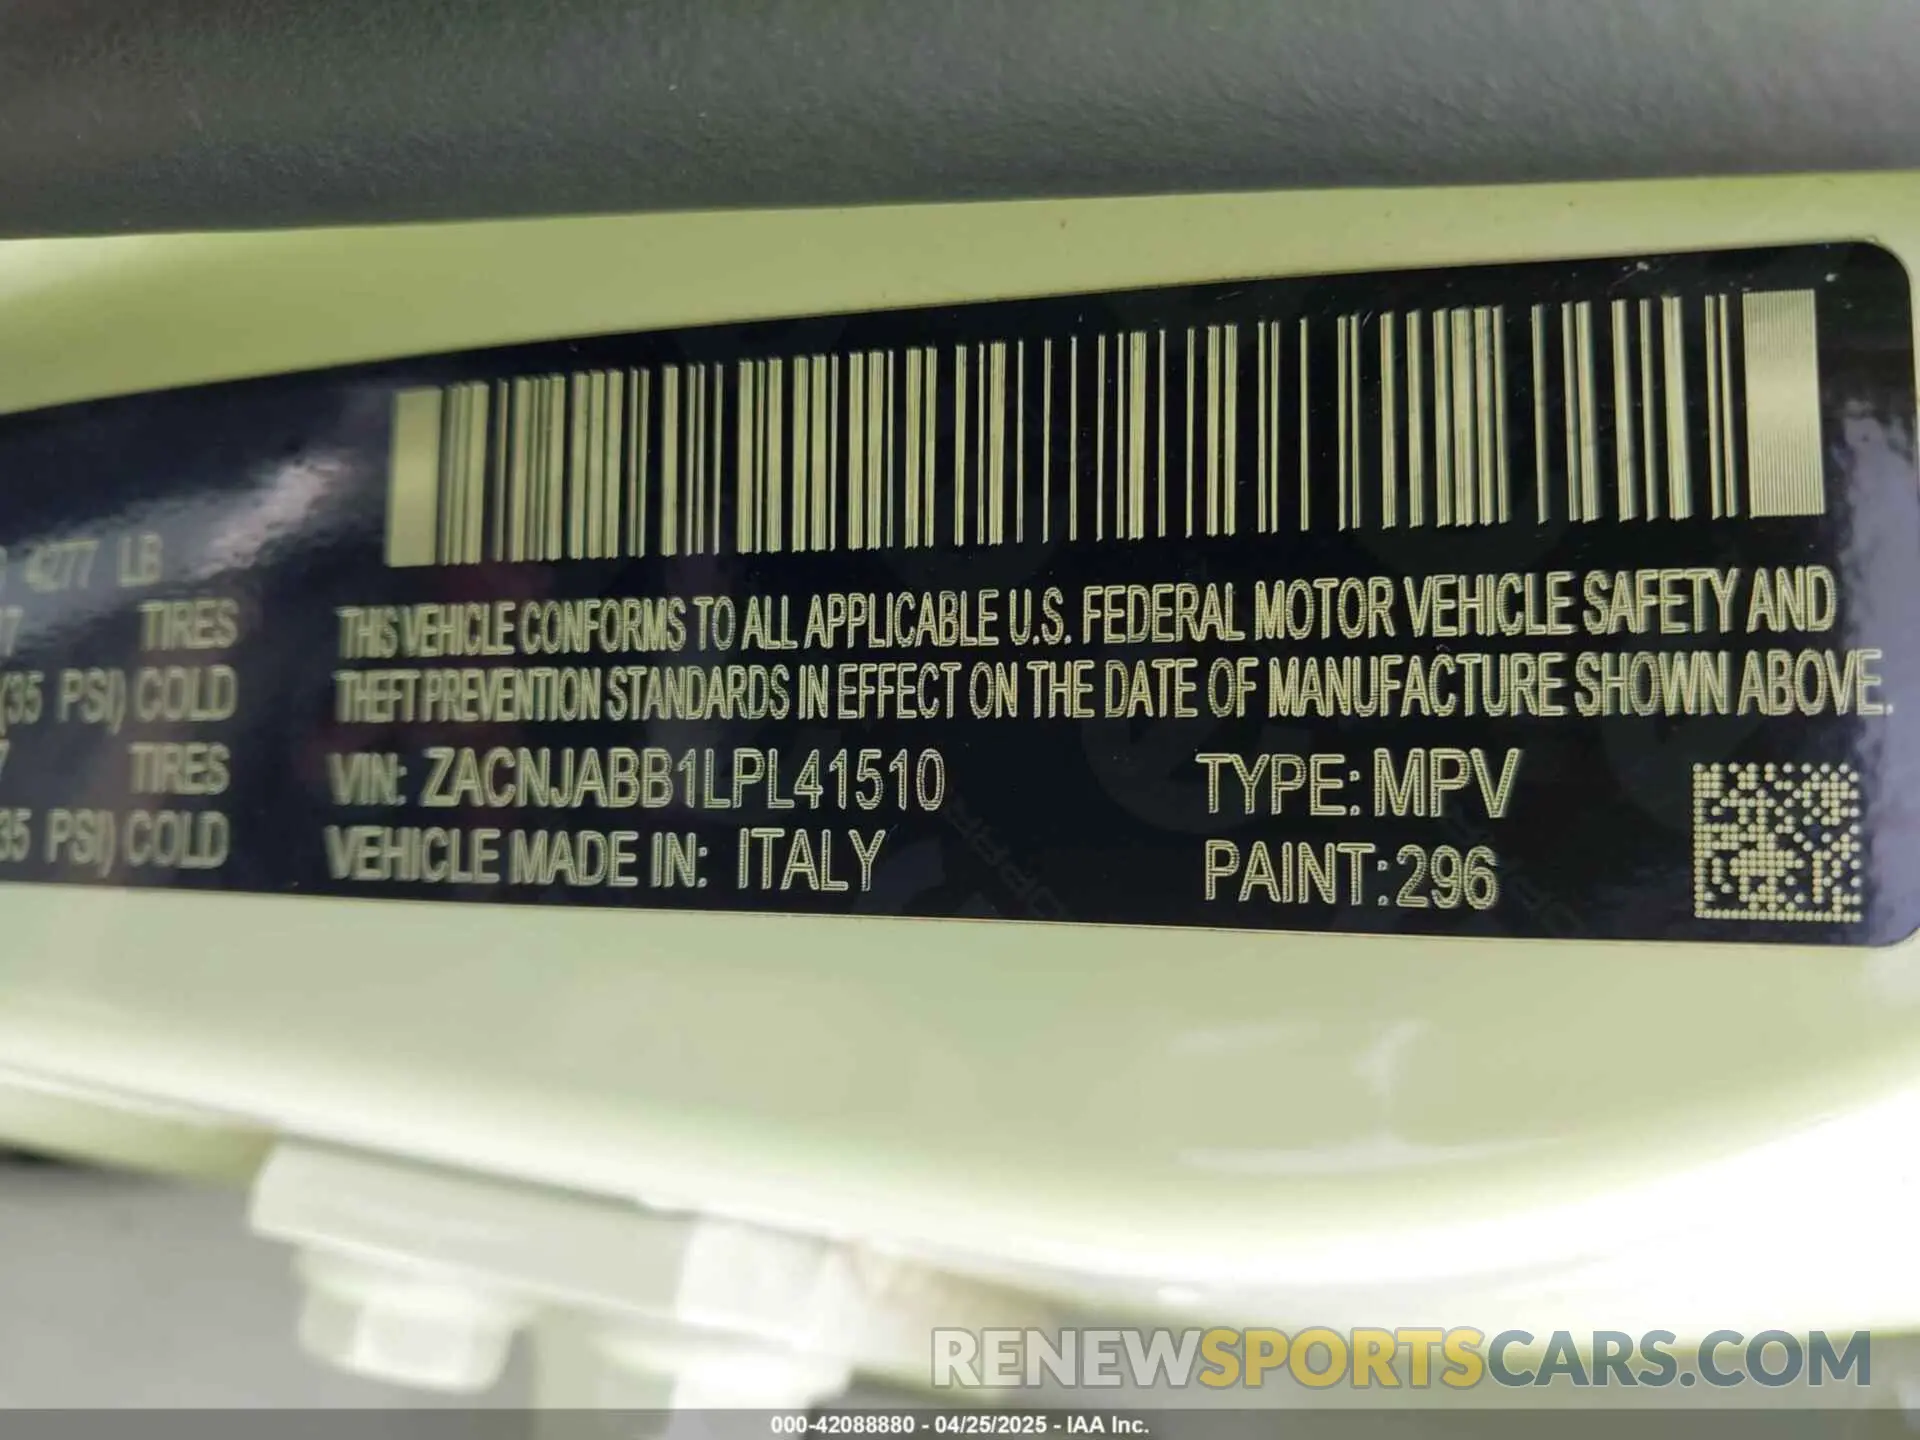 4277 LB
TIRES
(35 PSI) COLD
TIRES
35 PSI) COLD
THIS VEHICLE CONFORMS TO ALL APPLICABLE U.S. FEDERAL MOTOR VEHICLE SAFETY AND
THEFT PREVENTION STANDARDS IN EFFECT ON THE DATE OF MANUFACTURE SHOWN ABOVE.
VIN: ZACNJABB1LPL41510 TYPE: MPV
VEHICLE MADE IN: ITALY PAINT: 296
RENEWSPORTSCARS.COM
000-42088880 - 04/25/2025 - IAA Inc.